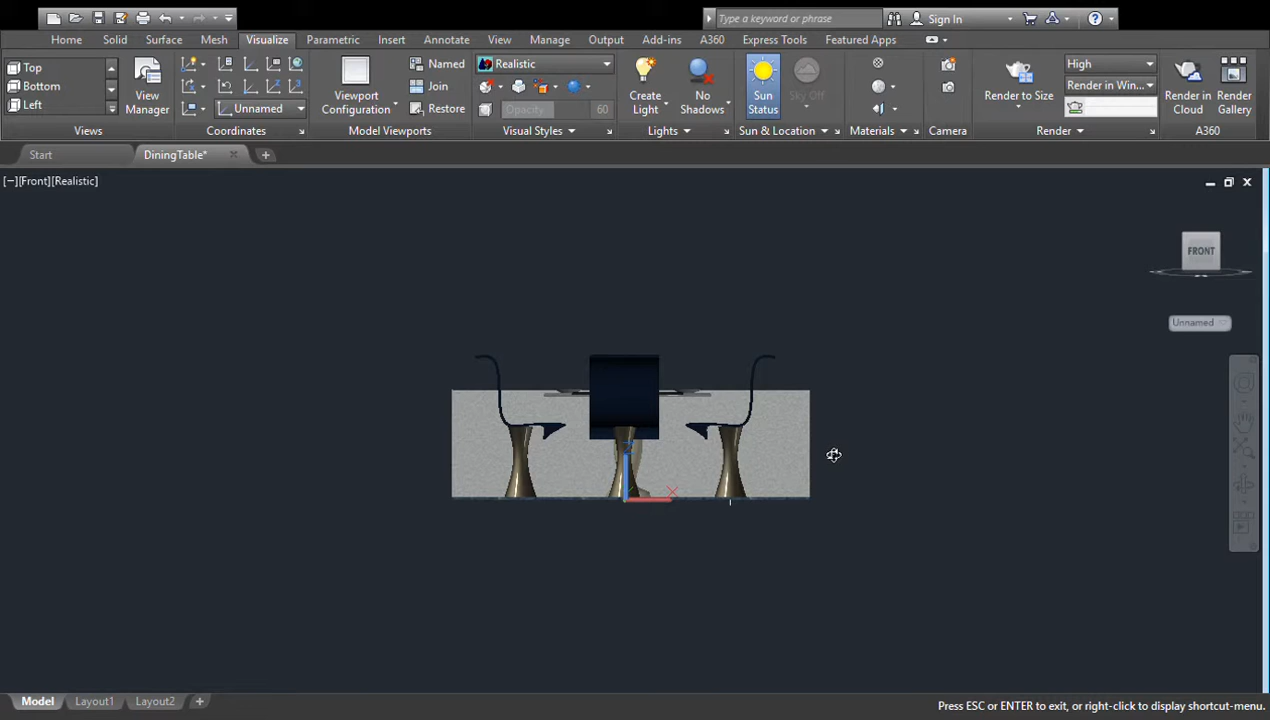 Type a keyword or phrase
Sign In
Home Solid Surface Mesh Visualize Parametric Insert Annotate View Manage Output Add-ins A360 Express Tools Featured Apps
Top
Bottom
Left
View
Manager
Views
Unnamed
Coordinates
Viewport
Configuration
Named
Join
Restore
Model Viewports
Realistic
Opacity 60
Visual Styles
Create
Light
No
Shadows
Lights
Sun
Status
Sky Off
Sun & Location
Materials
Camera
Render to Size
High
Render in Win...
Render
Render in
Cloud
Render
Gallery
A360
Start
DiningTable*
[−][Front][Realistic]
FRONT
Unnamed
X
Model Layout1 Layout2
Press ESC or ENTER to exit, or right-click to display shortcut-menu.